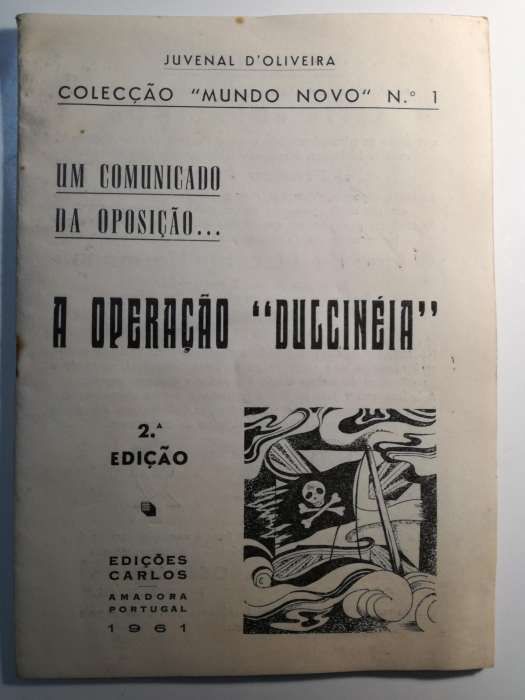 JUVENAL D'OLIVEIRA
COLECÇÃO "MUNDO NOVO" N.º 1
UM COMUNICADO
DA OPOSIÇÃO...
A OPERAÇÃO "DULCINÉIA"
2.ª
EDIÇÃO
EDIÇÕES
CARLOS
AMADORA
PORTUGAL
1961